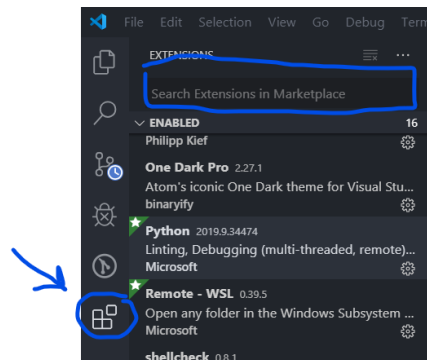 File Edit Selection View Go Debug Term
EXTENSIONS
Search Extensions in Marketplace
ENABLED 16
Philipp Kief
One Dark Pro 2.27.1
Atom's iconic One Dark theme for Visual Stu...
binaryify
Python 2019.9.34474
Linting, Debugging (multi-threaded, remote)...
Microsoft
Remote - WSL 0.39.5
Open any folder in the Windows Subsystem ...
Microsoft
shellcheck 0.8.1